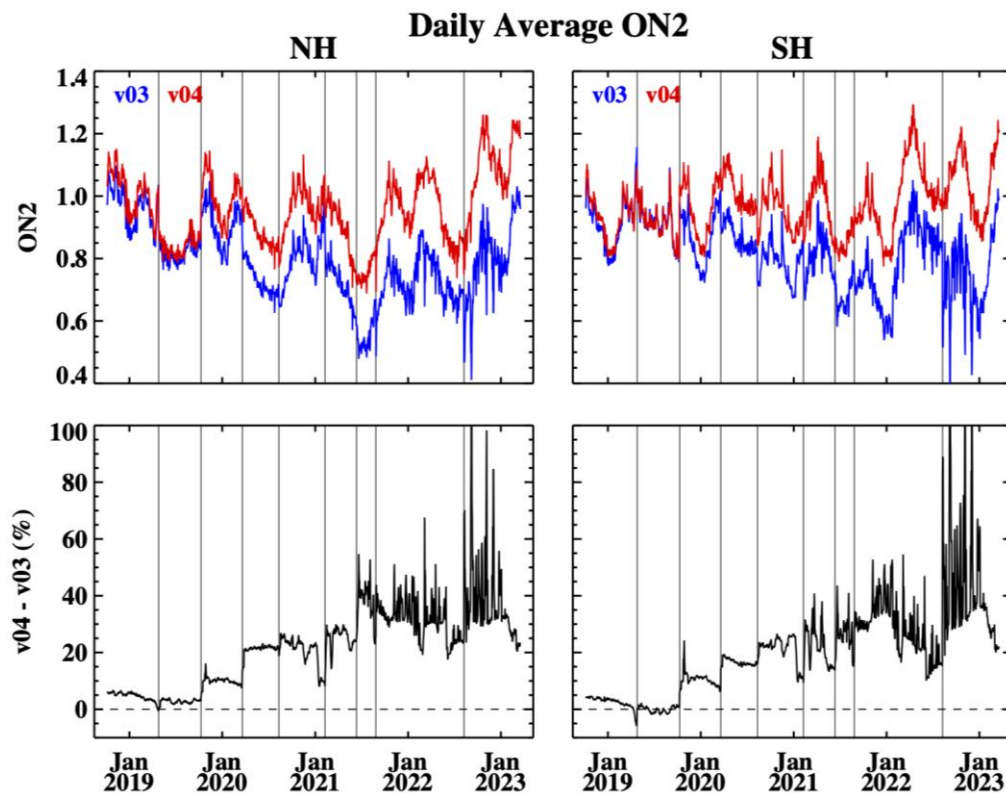 Daily Average ON2
NH
SH
1.4
1.2
1.0
0.8
0.6
0.4
ON2
v03 v04
v03 v04
100
80
60
40
20
0
v04 - v03 (%)
Jan Jan Jan Jan Jan
2019 2020 2021 2022 2023
Jan Jan Jan Jan Jan
2019 2020 2021 2022 2023